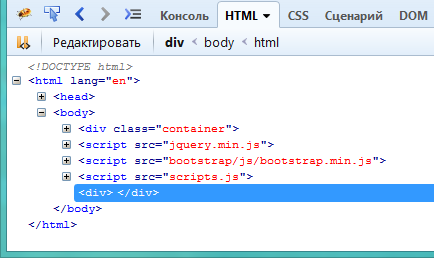 Консоль HTML CSS Сценарий DOM
Редактировать div < body < html
<!DOCTYPE html>
<html lang="en">
<head>
<body>
<div class="container">
<script src="jquery.min.js">
<script src="bootstrap/js/bootstrap.min.js">
<script src="scripts.js">
<div> </div>
</body>
</html>